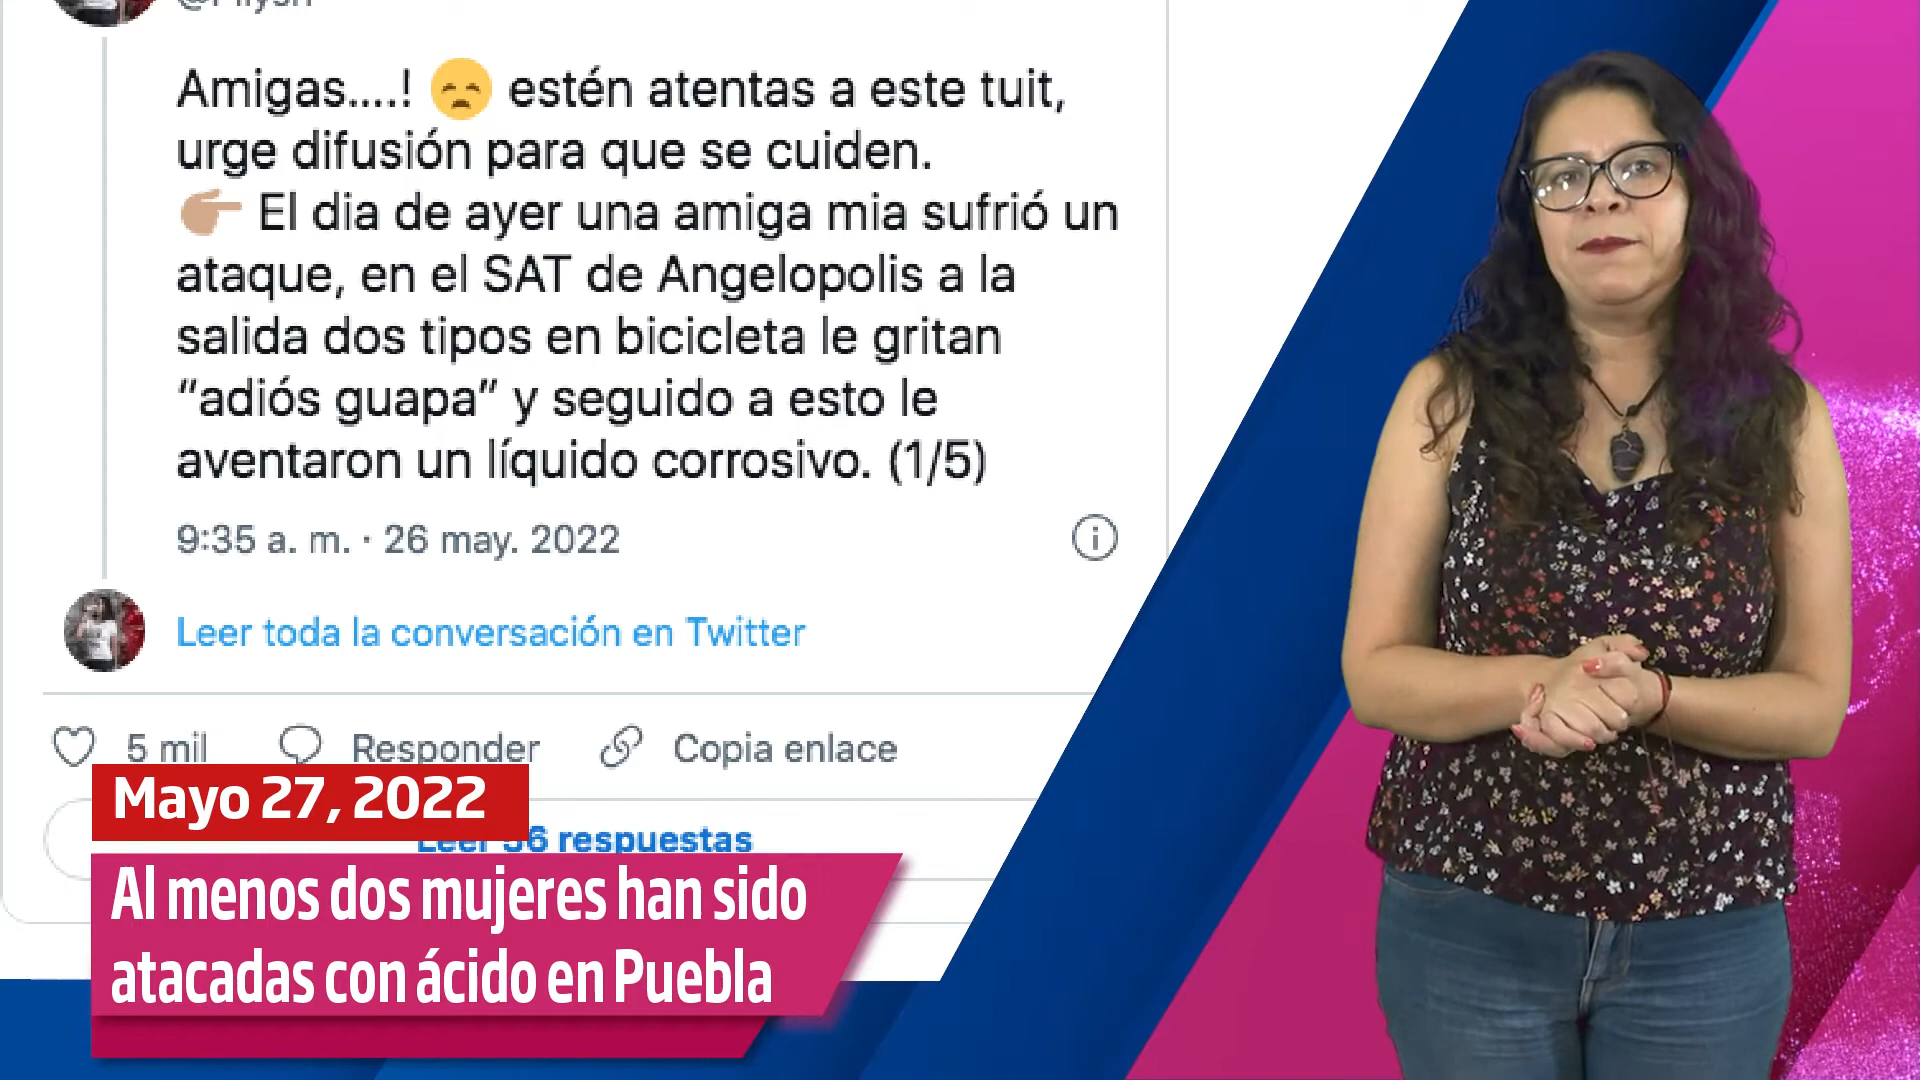 Amigas....! estén atentas a este tuit,
urge difusión para que se cuiden.
El dia de ayer una amiga mia sufrió un
ataque, en el SAT de Angelopolis a la
salida dos tipos en bicicleta le gritan
“adiós guapa” y seguido a esto le
aventaron un líquido corrosivo. (1/5)
9:35 a. m. · 26 may. 2022
Leer toda la conversación en Twitter
5 mil Responder Copia enlace
Mayo 27, 2022
Leer 56 respuestas
Al menos dos mujeres han sido
atacadas con ácido en Puebla